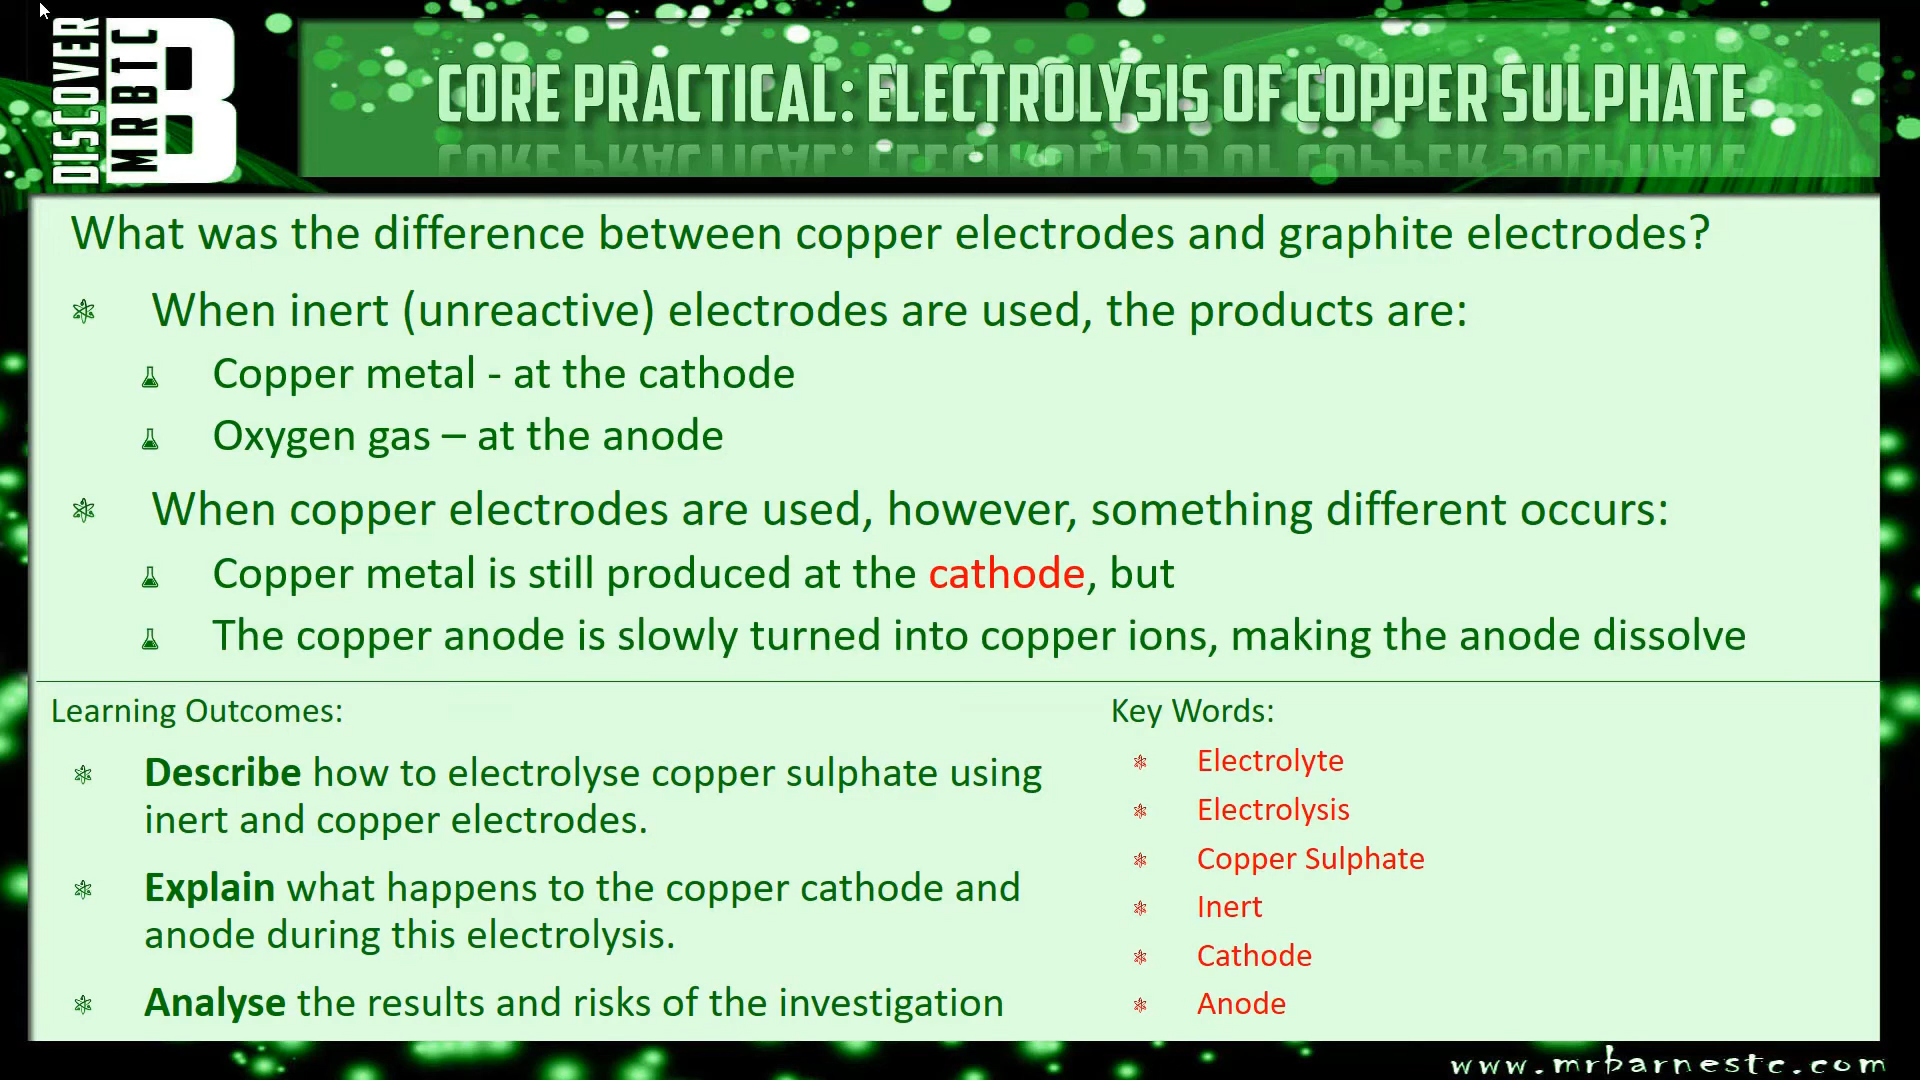 DISCOVER
MRBTC
B
CORE PRACTICAL: ELECTROLYSIS OF COPPER SULPHATE
What was the difference between copper electrodes and graphite electrodes?
When inert (unreactive) electrodes are used, the products are:
Copper metal - at the cathode
Oxygen gas – at the anode
When copper electrodes are used, however, something different occurs:
Copper metal is still produced at the cathode, but
The copper anode is slowly turned into copper ions, making the anode dissolve
Learning Outcomes:
Describe how to electrolyse copper sulphate using
inert and copper electrodes.
Explain what happens to the copper cathode and
anode during this electrolysis.
Analyse the results and risks of the investigation
Key Words:
Electrolyte
Electrolysis
Copper Sulphate
Inert
Cathode
Anode
www.mrbarnestc.com